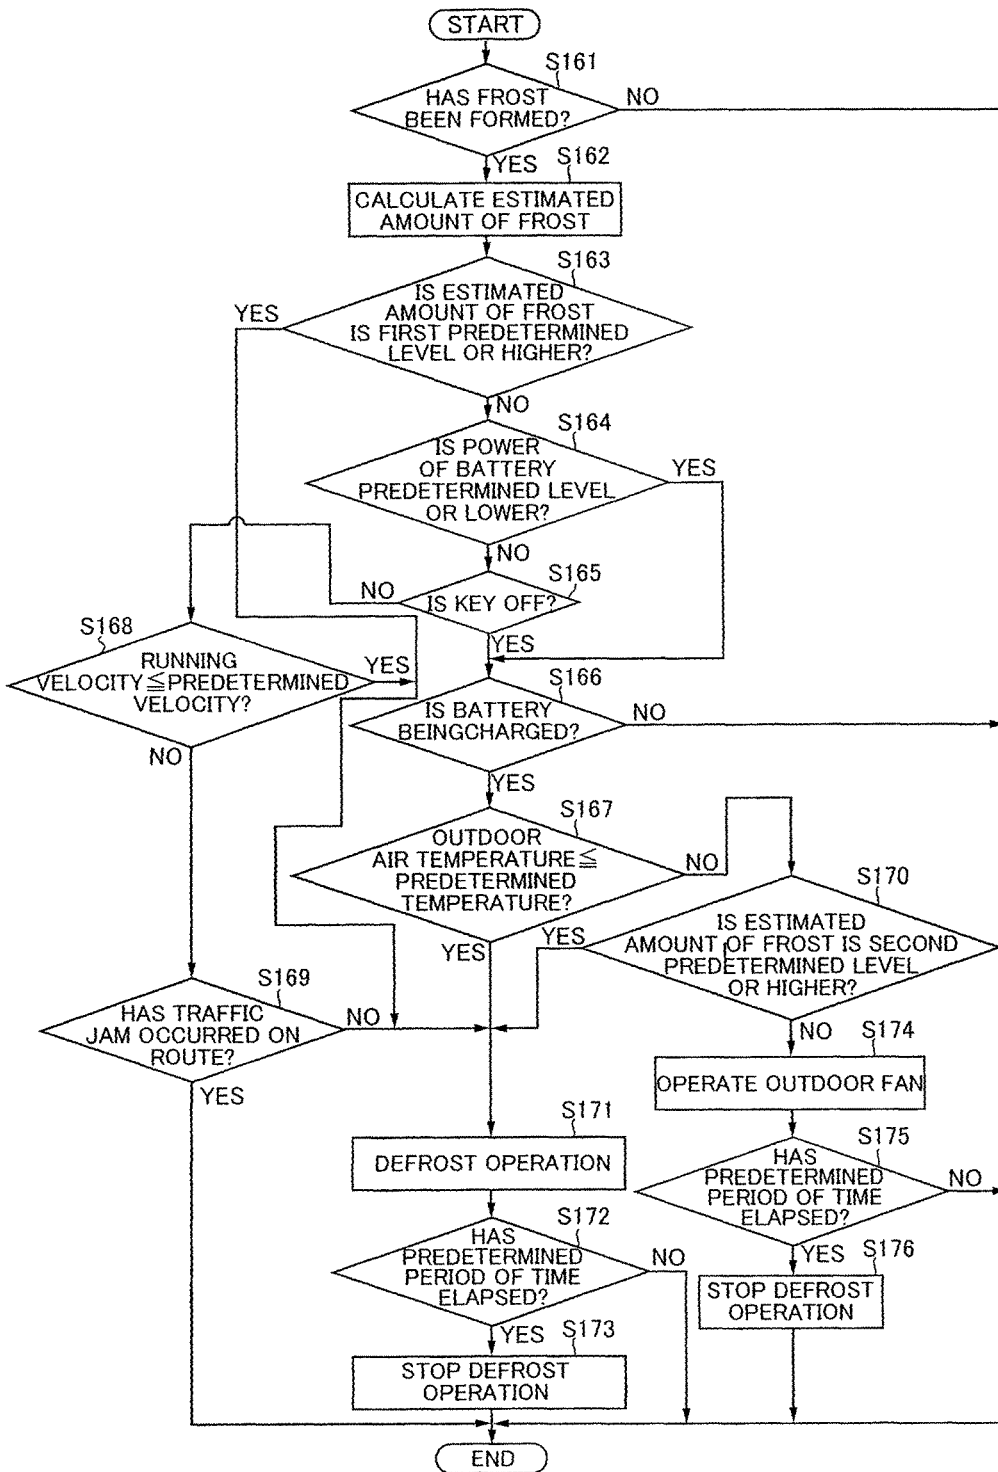 START
S161
HAS FROST
BEEN FORMED?
NO
YES
S162
CALCULATE ESTIMATED
AMOUNT OF FROST
S163
IS ESTIMATED
AMOUNT OF FROST
IS FIRST PREDETERMINED
LEVEL OR HIGHER?
YES
NO
S164
IS POWER
OF BATTERY
PREDETERMINED LEVEL
OR LOWER?
YES
NO
S165
IS KEY OFF?
NO
YES
S168
RUNNING
VELOCITY≦PREDETERMINED
VELOCITY?
YES
NO
S166
IS BATTERY
BEINGCHARGED?
NO
YES
S167
OUTDOOR
AIR TEMPERATURE≦
PREDETERMINED
TEMPERATURE?
NO
YES
S170
IS ESTIMATED
AMOUNT OF FROST IS SECOND
PREDETERMINED LEVEL
OR HIGHER?
YES
NO
S169
HAS TRAFFIC
JAM OCCURRED ON
ROUTE?
NO
YES
S174
OPERATE OUTDOOR FAN
S171
DEFROST OPERATION
S175
HAS
PREDETERMINED
PERIOD OF TIME
ELAPSED?
NO
YES
S172
HAS
PREDETERMINED
PERIOD OF TIME
ELAPSED?
NO
YES
S176
STOP DEFROST
OPERATION
S173
STOP DEFROST
OPERATION
END